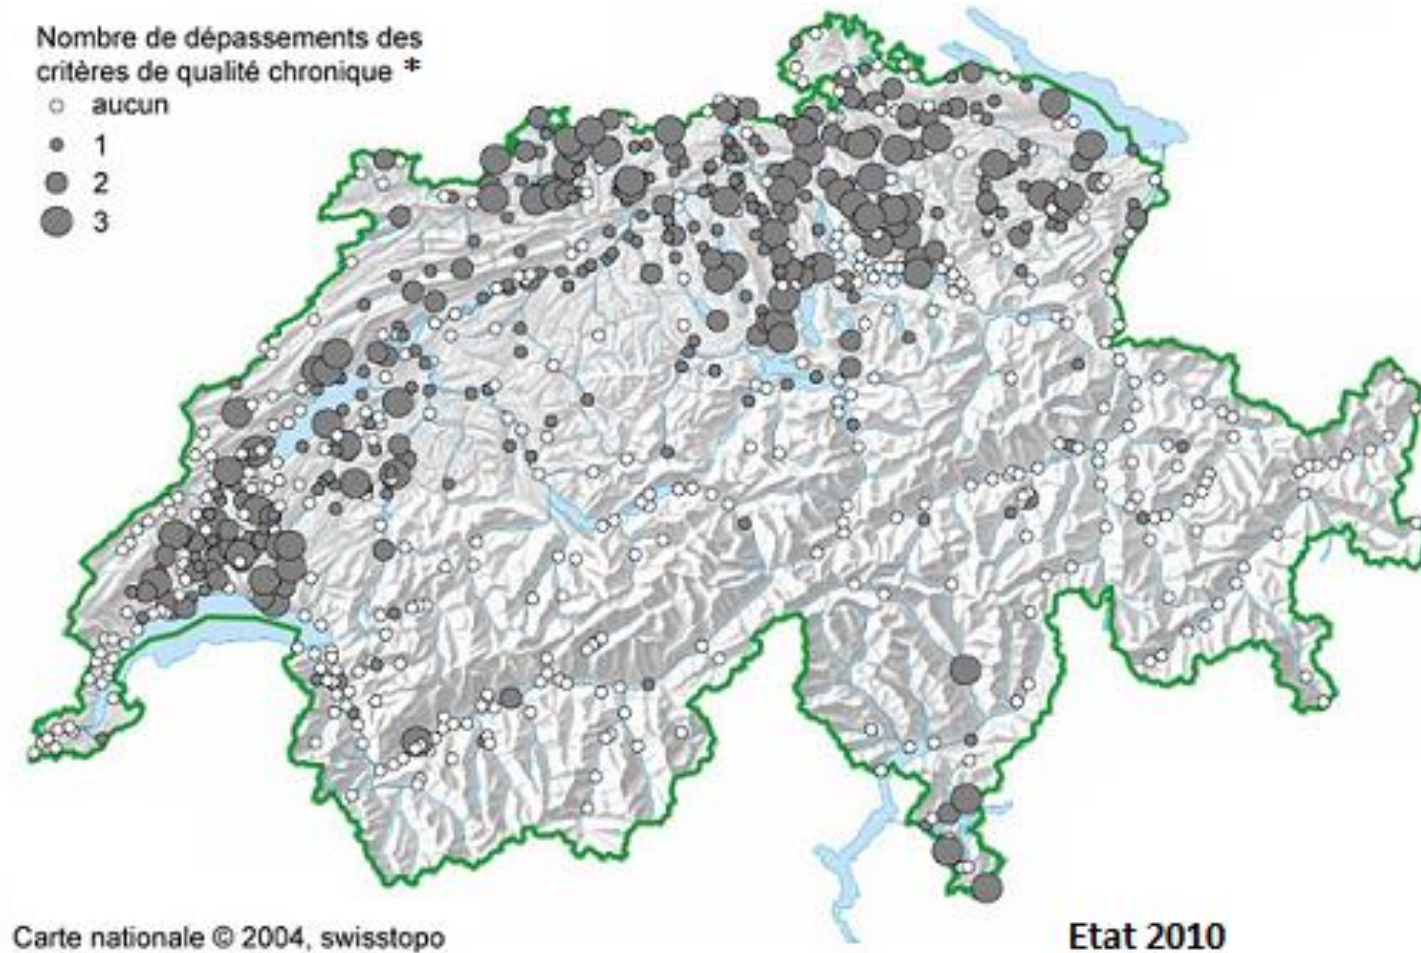 Nombre de dépassements des
critères de qualité chronique *
aucun
1
2
3
Carte nationale © 2004, swisstopo
Etat 2010